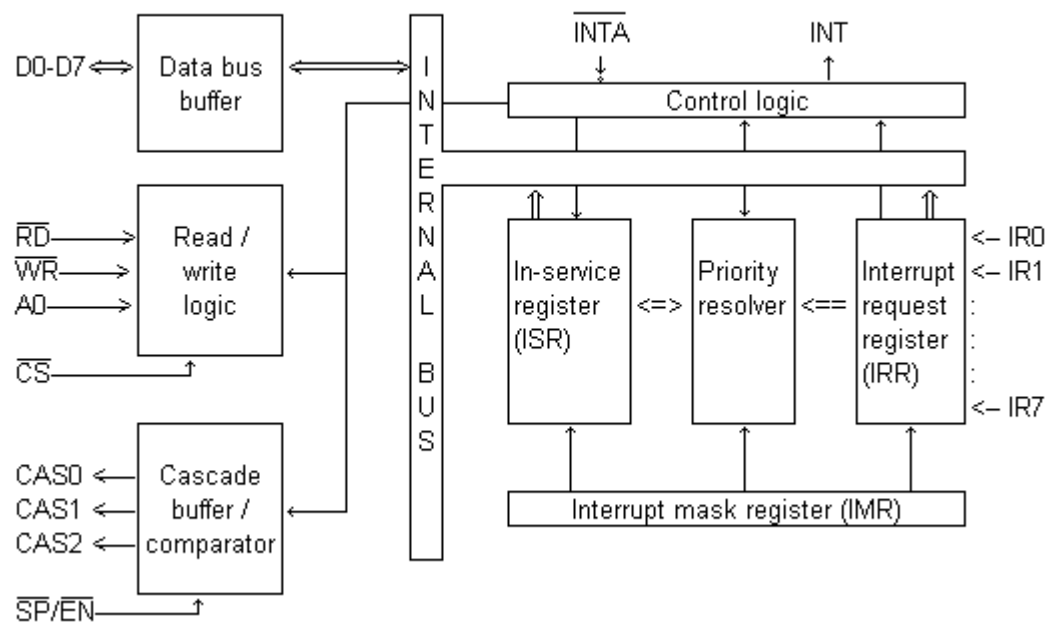 INTA
INT
D0-D7
Data bus
buffer
Control logic
INTERNAL BUS
RD
WR
A0
CS
Read /
write
logic
In-service
register
(ISR)
<=>
Priority
resolver
<==
Interrupt
request
register
(IRR)
<– IR0
<– IR1
:
:
:
<– IR7
CAS0
CAS1
CAS2
Cascade
buffer /
comparator
SP/EN
Interrupt mask register (IMR)